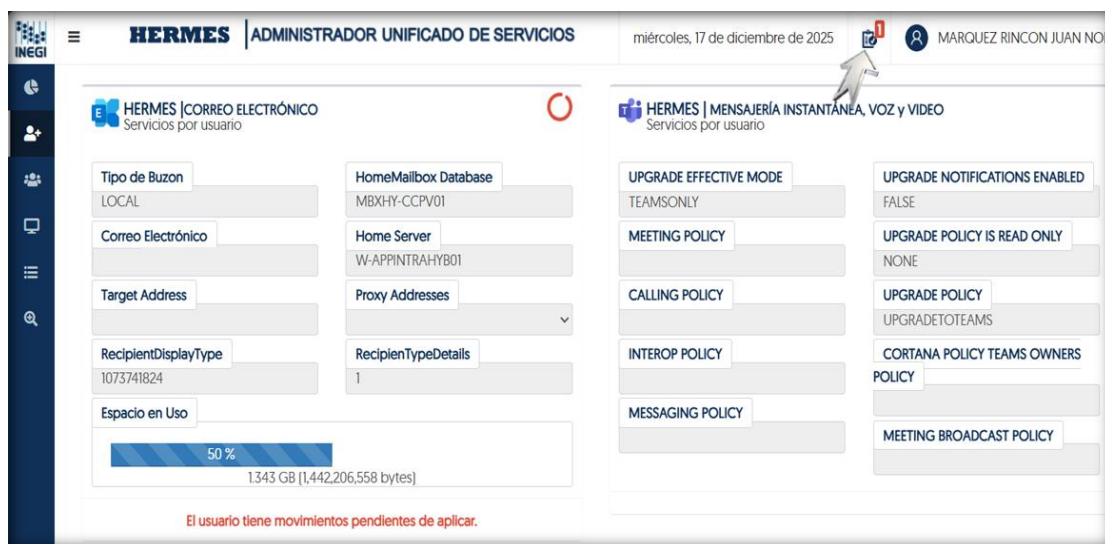 INEGI
HERMES | ADMINISTRADOR UNIFICADO DE SERVICIOS
miércoles, 17 de diciembre de 2025
1
MARQUEZ RINCON JUAN
HERMES | CORREO ELECTRÓNICO
Servicios por usuario
Tipo de Buzon
LOCAL
HomeMailbox Database
MBXHY-CCPV01
Correo Electrónico
Home Server
W-APPINTRAHYB01
Target Address
Proxy Addresses
RecipientDisplayType
1073741824
RecipienTypeDetails
1
Espacio en Uso
50 %
1.343 GB (1,442,206,558 bytes)
El usuario tiene movimientos pendientes de aplicar.
HERMES | MENSAJERÍA INSTANTÁNEA, VOZ y VIDEO
Servicios por usuario
UPGRADE EFFECTIVE MODE
TEAMSONLY
UPGRADE NOTIFICATIONS ENABLED
FALSE
MEETING POLICY
UPGRADE POLICY IS READ ONLY
NONE
CALLING POLICY
UPGRADE POLICY
UPGRADETOTEAMS
INTEROP POLICY
CORTANA POLICY TEAMS OWNERS
POLICY
MESSAGING POLICY
MEETING BROADCAST POLICY